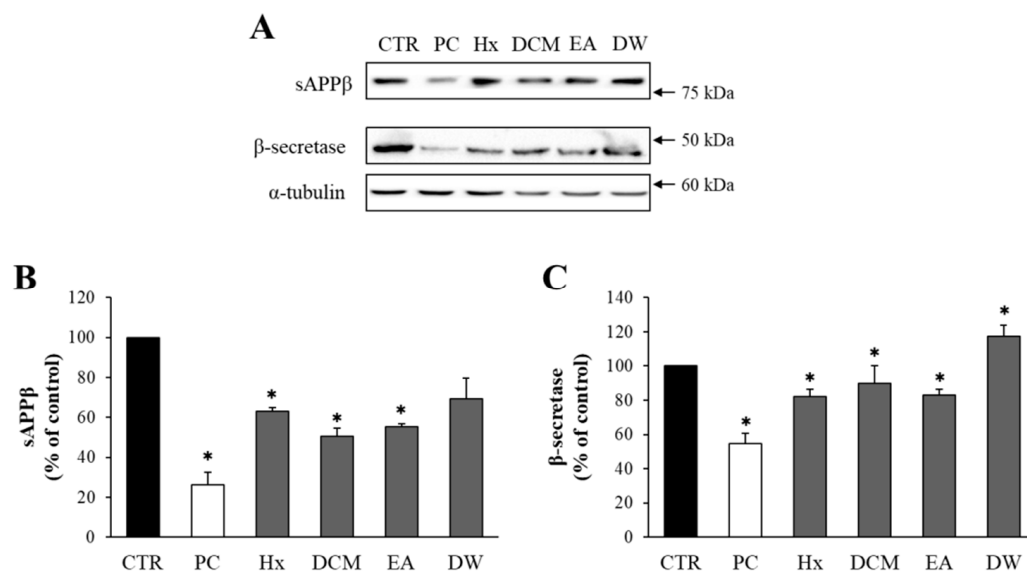 A
CTR PC Hx DCM EA DW
sAPPβ
75 kDa
β-secretase
50 kDa
α-tubulin
60 kDa
B
sAPPβ
(% of control)
120
100
80
60
40
20
0
* * * *
CTR PC Hx DCM EA DW
C
β-secretase
(% of control)
140
120
100
80
60
40
20
0
* * * * *
CTR PC Hx DCM EA DW